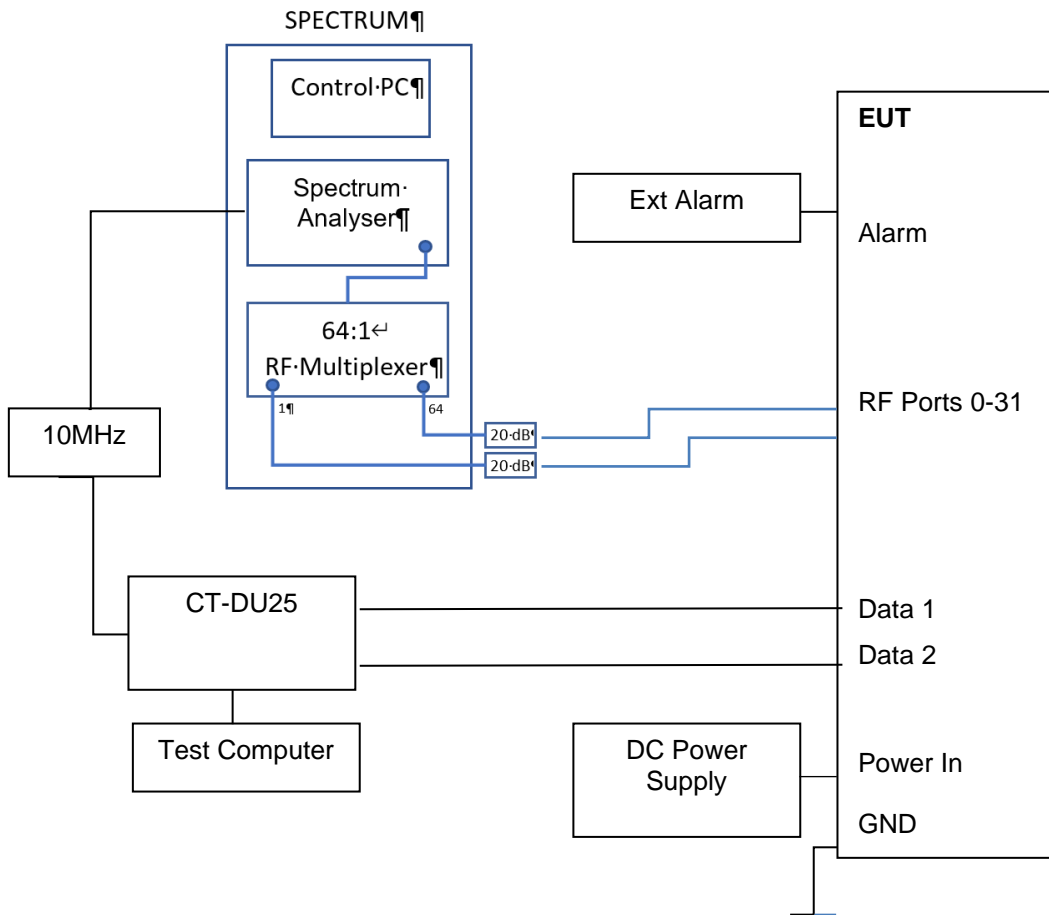 SPECTRUM¶
Control·PC¶
Spectrum·
Analyser¶
64:1↵
RF·Multiplexer¶
1¶
64
20·dB¶
20·dB¶
10MHz
CT-DU25
Test Computer
Ext Alarm
DC Power
Supply
EUT
Alarm
RF Ports 0-31
Data 1
Data 2
Power In
GND